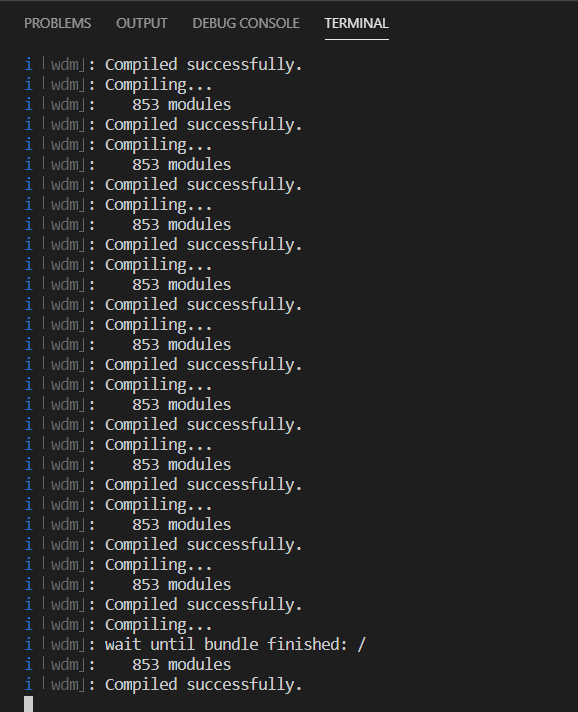 PROBLEMS OUTPUT DEBUG CONSOLE TERMINAL
i ｢wdm｣: Compiled successfully.
i ｢wdm｣: Compiling...
i ｢wdm｣:    853 modules
i ｢wdm｣: Compiled successfully.
i ｢wdm｣: Compiling...
i ｢wdm｣:    853 modules
i ｢wdm｣: Compiled successfully.
i ｢wdm｣: Compiling...
i ｢wdm｣:    853 modules
i ｢wdm｣: Compiled successfully.
i ｢wdm｣: Compiling...
i ｢wdm｣:    853 modules
i ｢wdm｣: Compiled successfully.
i ｢wdm｣: Compiling...
i ｢wdm｣:    853 modules
i ｢wdm｣: Compiled successfully.
i ｢wdm｣: Compiling...
i ｢wdm｣:    853 modules
i ｢wdm｣: Compiled successfully.
i ｢wdm｣: Compiling...
i ｢wdm｣:    853 modules
i ｢wdm｣: Compiled successfully.
i ｢wdm｣: Compiling...
i ｢wdm｣:    853 modules
i ｢wdm｣: Compiled successfully.
i ｢wdm｣: Compiling...
i ｢wdm｣:    853 modules
i ｢wdm｣: Compiled successfully.
i ｢wdm｣: Compiling...
i ｢wdm｣: wait until bundle finished: /
i ｢wdm｣:    853 modules
i ｢wdm｣: Compiled successfully.